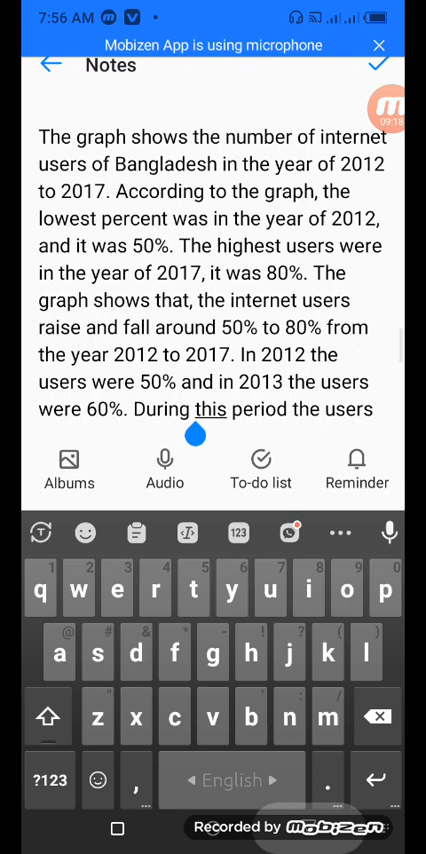 7:56 AM
Mobizen App is using microphone
Notes
09:18
The graph shows the number of internet
users of Bangladesh in the year of 2012
to 2017. According to the graph, the
lowest percent was in the year of 2012,
and it was 50%. The highest users were
in the year of 2017, it was 80%. The
graph shows that, the internet users
raise and fall around 50% to 80% from
the year 2012 to 2017. In 2012 the
users were 50% and in 2013 the users
were 60%. During this period the users
Albums Audio To-do list Reminder
T 123
1 2 3 4 5 6 7 8 9 0
q w e r t y u i o p
@ # & * - ! ? ( )
a s d f g h j k l
" ' : ; /
z x c v b n m
?123 , English .
Recorded by mobizen